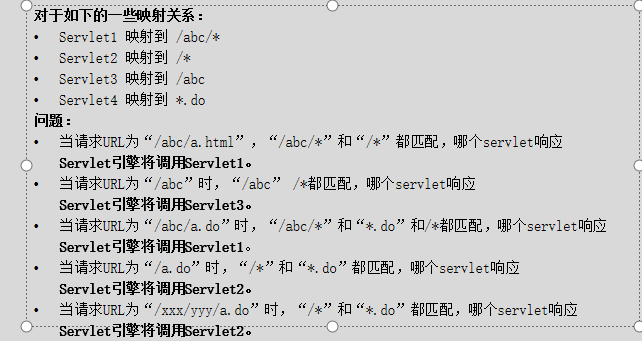 对于如下的一些映射关系：
• Servlet1 映射到 /abc/*
• Servlet2 映射到 /*
• Servlet3 映射到 /abc
• Servlet4 映射到 *.do
问题：
• 当请求URL为“/abc/a.html”，“/abc/*”和“/*”都匹配，哪个servlet响应
Servlet引擎将调用Servlet1。
• 当请求URL为“/abc”时，“/abc” /*都匹配，哪个servlet响应
Servlet引擎将调用Servlet3。
• 当请求URL为“/abc/a.do”时，“/abc/*”和“*.do”和/*都匹配，哪个servlet响应
Servlet引擎将调用Servlet1。
• 当请求URL为“/a.do”时，“/*”和“*.do”都匹配，哪个servlet响应
Servlet引擎将调用Servlet2。
• 当请求URL为“/xxx/yyy/a.do”时，“/*”和“*.do”都匹配，哪个servlet响应
Servlet引擎将调用Servlet2。